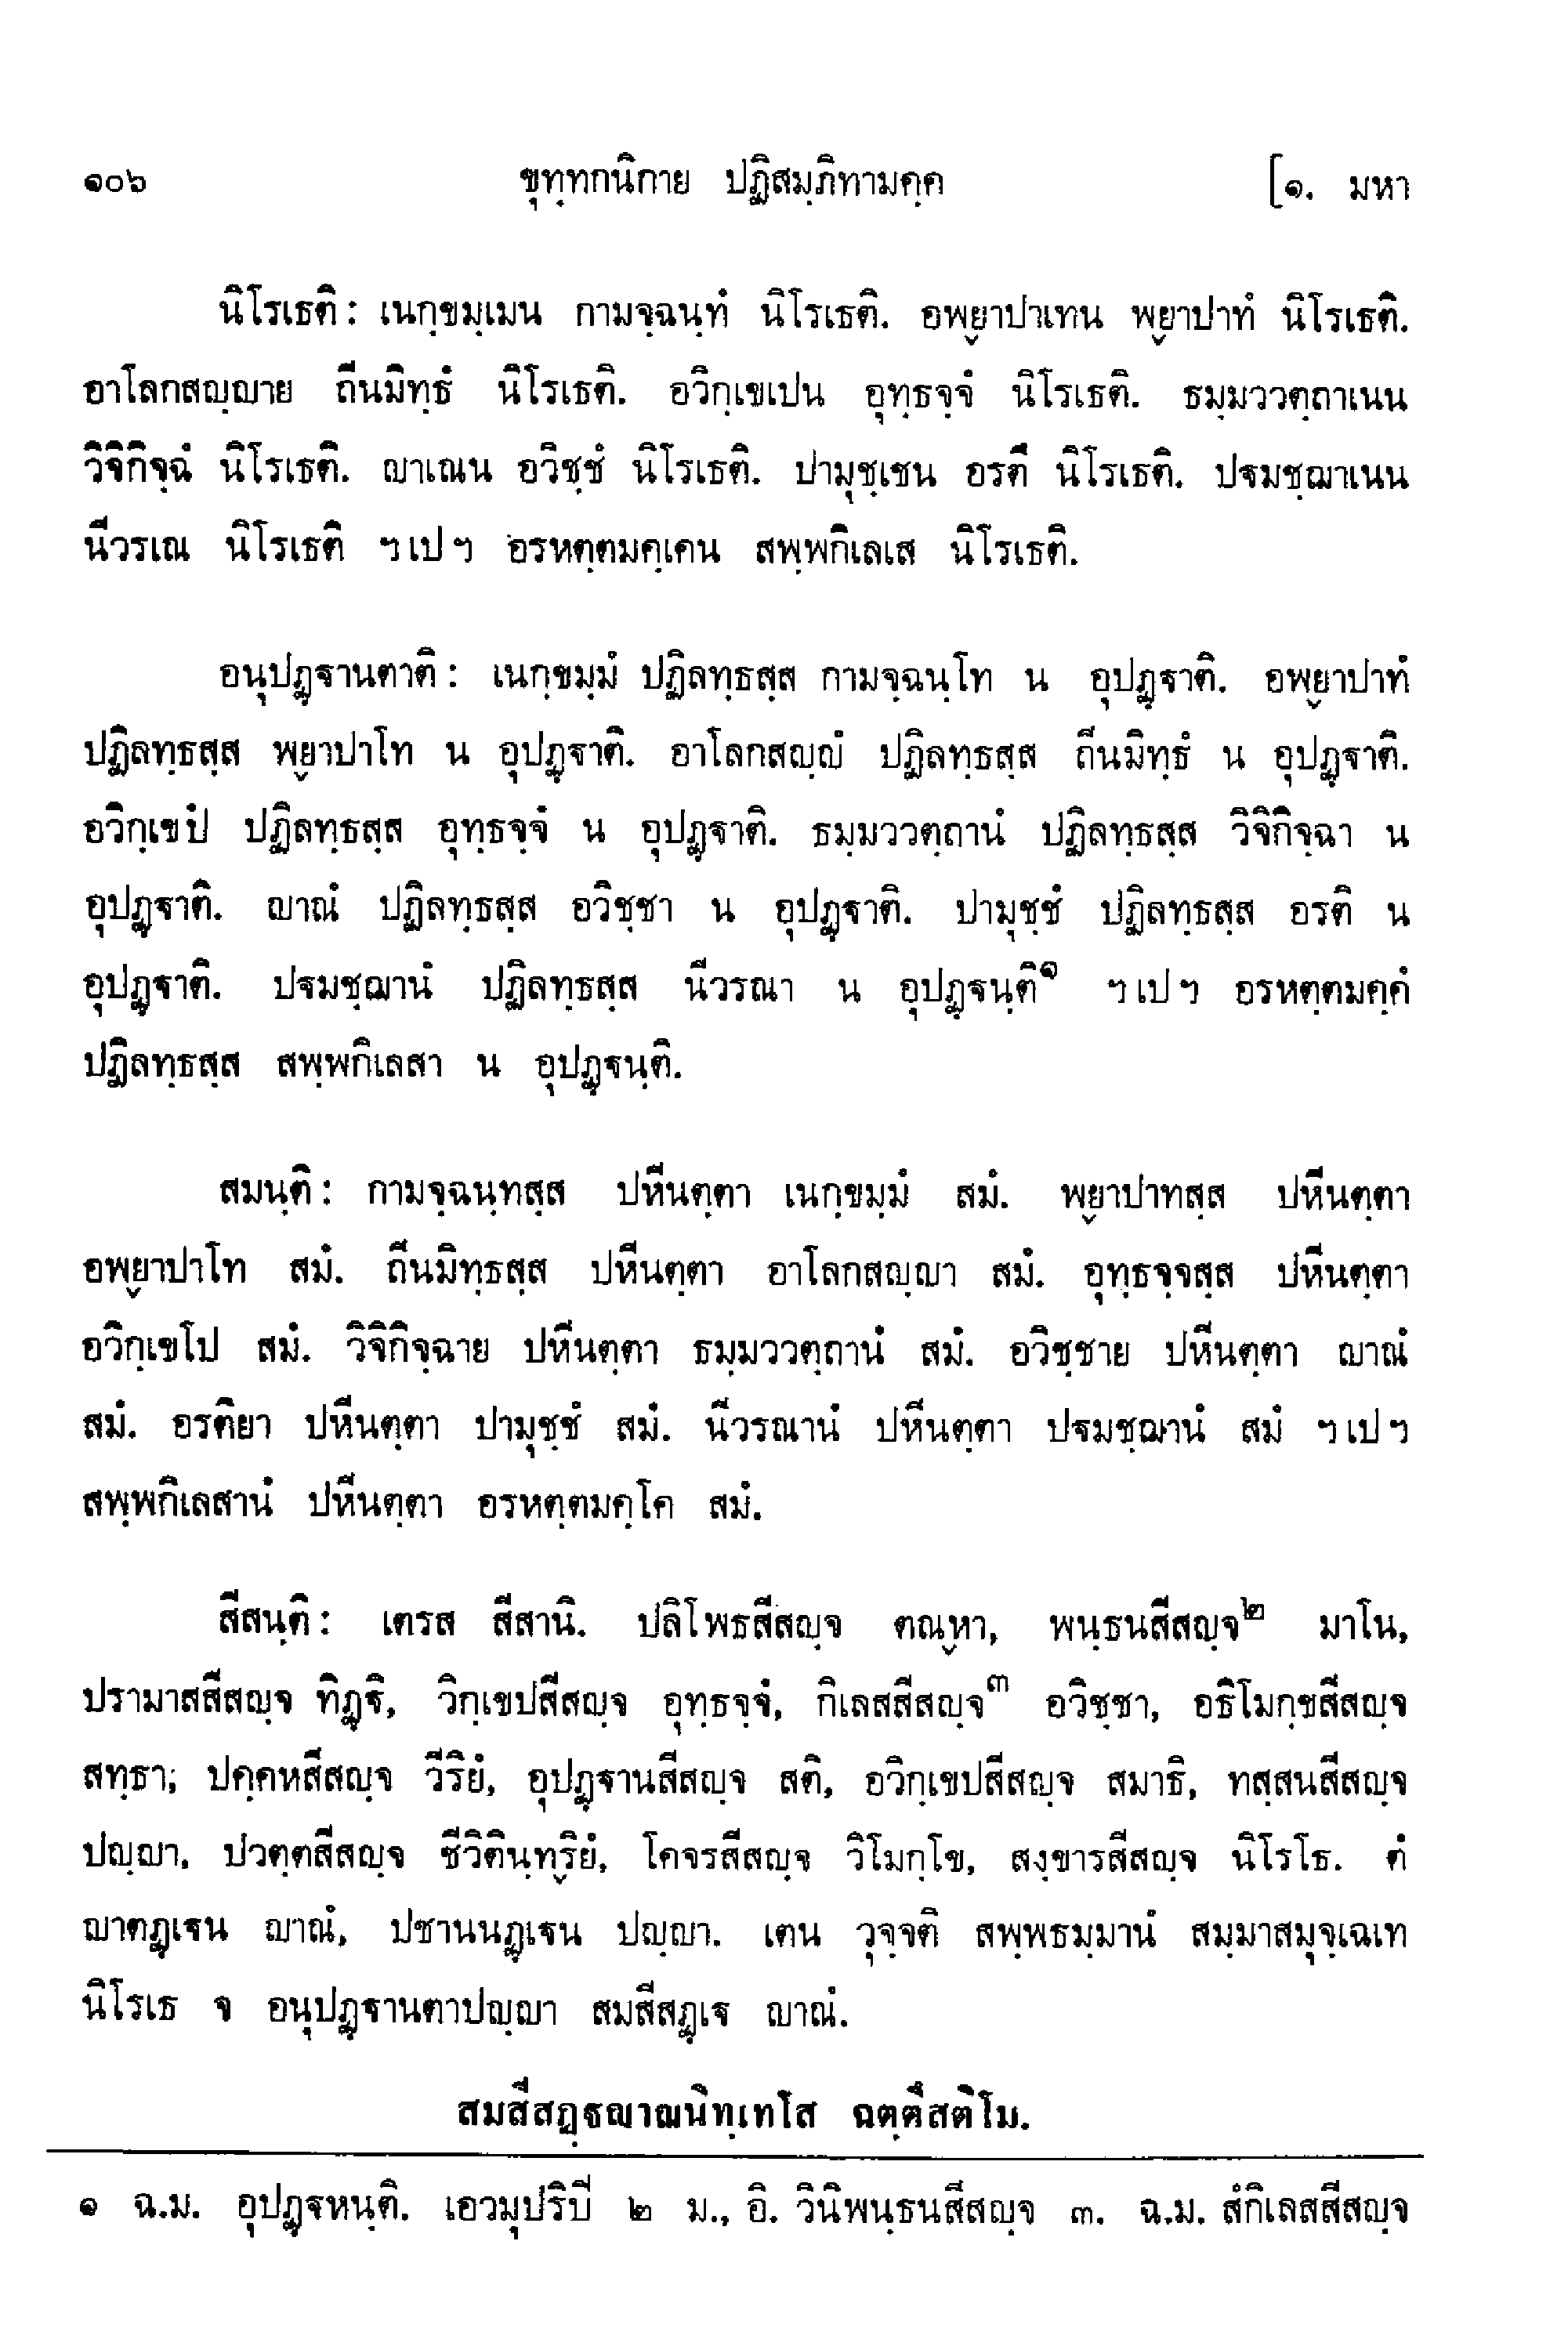 ๑๐๖ ขุทฺทกนิกาย ปฏิสมฺภิทามคฺค [๑. มหา
นิโรเธติ: เนกฺขมฺเมน กามจฺฉนฺทํ นิโรเธติ. อพฺยาปาเทน พฺยาปาทํ นิโรเธติ.
อาโลกสญฺญาย ถีนมิทฺธํ นิโรเธติ. อวิกฺเขเปน อุทฺธจฺจํ นิโรเธติ. ธมฺมววตฺถาเนน
วิจิกิจฺฉํ นิโรเธติ. ญาเณน อวิชฺชํ นิโรเธติ. ปามุชฺเชน อรตึ นิโรเธติ. ปฐมชฺฌาเนน
นีวรเณ นิโรเธติ ฯเปฯ อรหตฺตมคฺเคน สพฺพกิเลเส นิโรเธติ.
อนุปฏฺฐานตาติ: เนกฺขมฺมํ ปฏิลทฺธสฺส กามจฺฉนฺโท น อุปฏฺฐาติ. อพฺยาปาทํ
ปฏิลทฺธสฺส พฺยาปาโท น อุปฏฺฐาติ. อาโลกสญฺญํ ปฏิลทฺธสฺส ถีนมิทฺธํ น อุปฏฺฐาติ.
อวิกฺเขปํ ปฏิลทฺธสฺส อุทฺธจฺจํ น อุปฏฺฐาติ. ธมฺมววตฺถานํ ปฏิลทฺธสฺส วิจิกิจฺฉา น
อุปฏฺฐาติ. ญาณํ ปฏิลทฺธสฺส อวิชฺชา น อุปฏฺฐาติ. ปามุชฺชํ ปฏิลทฺธสฺส อรติ น
อุปฏฺฐาติ. ปฐมชฺฌานํ ปฏิลทฺธสฺส นีวรณา น อุปฏฺฐนฺติ๑ ฯเปฯ อรหตฺตมคฺคํ
ปฏิลทฺธสฺส สพฺพกิเลสา น อุปฏฺฐนฺติ.
สมนฺติ: กามจฺฉนฺทสฺส ปหีนตฺตา เนกฺขมฺมํ สมํ. พฺยาปาทสฺส ปหีนตฺตา
อพฺยาปาโท สมํ. ถีนมิทฺธสฺส ปหีนตฺตา อาโลกสญฺญา สมํ. อุทฺธจฺจสฺส ปหีนตฺตา
อวิกฺเขโป สมํ. วิจิกิจฺฉาย ปหีนตฺตา ธมฺมววตฺถานํ สมํ. อวิชฺชาย ปหีนตฺตา ญาณํ
สมํ. อรติยา ปหีนตฺตา ปามุชฺชํ สมํ. นีวรณานํ ปหีนตฺตา ปฐมชฺฌานํ สมํ ฯเปฯ
สพฺพกิเลสานํ ปหีนตฺตา อรหตฺตมคฺโค สมํ.
สีสนฺติ: เตรส สีสานิ. ปลิโพธสีสญฺจ ตณฺหา, พนฺธนสีสญฺจ๒ มาโน,
ปรามาสสีสญฺจ ทิฏฺฐิ, วิกฺเขปสีสญฺจ อุทฺธจฺจํ, กิเลสสีสญฺจ๓ อวิชฺชา, อธิโมกฺขสีสญฺจ
สทฺธา; ปคฺคหสีสญฺจ วีริยํ, อุปฏฺฐานสีสญฺจ สติ, อวิกฺเขปสีสญฺจ สมาธิ, ทสฺสนสีสญฺจ
ปญฺญา, ปวตฺตสีสญฺจ ชีวิตินฺทฺริยํ, โคจรสีสญฺจ วิโมกฺโข, สงฺขารสีสญฺจ นิโรโธ. ตํ
ญาตฏฺเฐน ญาณํ, ปชานนฏฺเฐน ปญฺญา. เตน วุจฺจติ สพฺพธมฺมานํ สมฺมาสมุจฺเฉเท
นิโรเธ จ อนุปฏฺฐานตาปญฺญา สมสีสฏฺเฐ ญาณํ.
สมสีสฏฺฐญาณนิทฺเทโส ฉตฺตึสติโม.
๑ ฉ.ม. อุปฏฺฐหนฺติ. เอวมุปริปี ๒ ม., อิ. วินิพนฺธนสีสญฺจ ๓. ฉ.ม. สํกิเลสสีสญฺจ